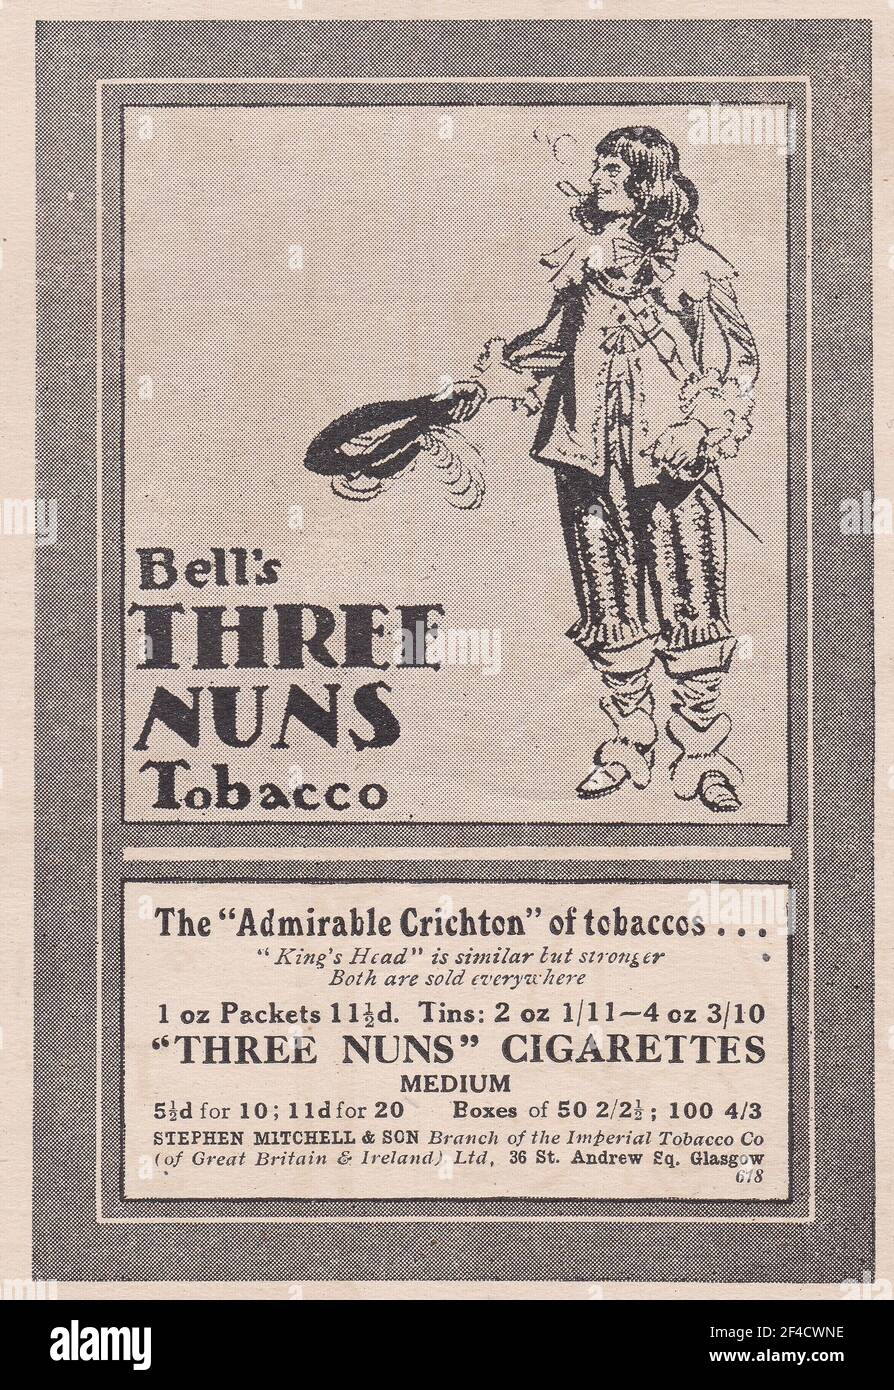 Bell's
THREE
NUNS
Tobacco
The "Admirable Crichton" of tobaccos...
"King's Head" is similar but stronger
Both are sold everywhere
1 oz Packets 11½d. Tins: 2 oz 1/11—4 oz 3/10
"THREE NUNS" CIGARETTES
MEDIUM
5½d for 10; 11d for 20 Boxes of 50 2/2½; 100 4/3
STEPHEN MITCHELL & SON Branch of the Imperial Tobacco Co
(of Great Britain & Ireland) Ltd, 36 St. Andrew Sq. Glasgow
618
alamy
Image ID: 2F4CWNE
www.alamy.com